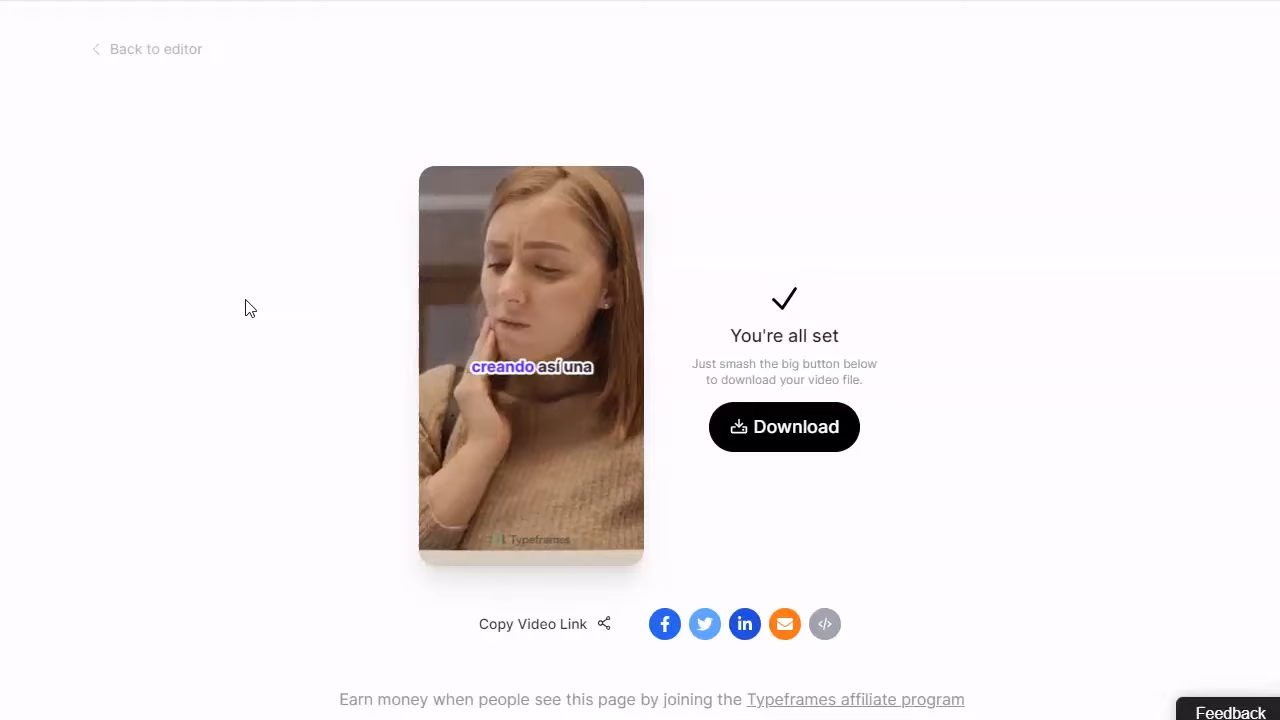 Back to editor
creando así una
Typeframes
You're all set
Just smash the big button below
to download your video file.
Download
Copy Video Link
Earn money when people see this page by joining the Typeframes affiliate program
Feedback